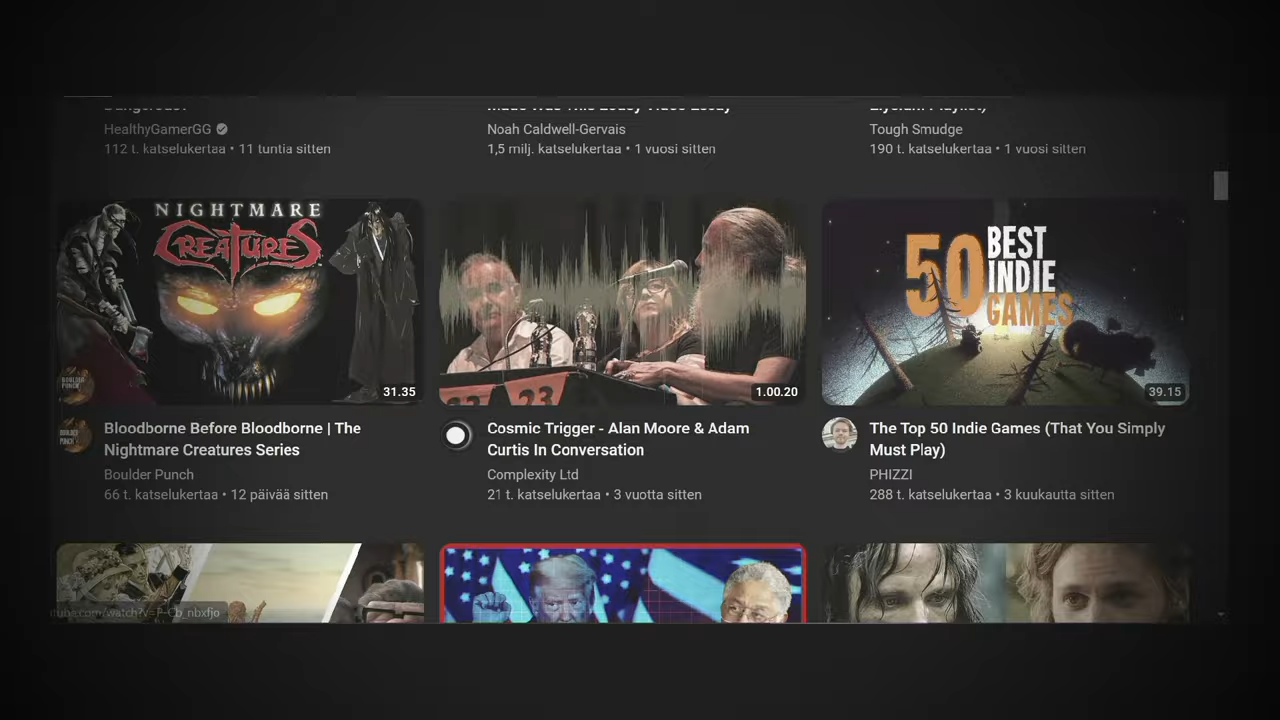 HealthyGamerGG
112 t. katselukertaa • 11 tuntia sitten
Noah Caldwell-Gervais
1,5 milj. katselukertaa • 1 vuosi sitten
Tough Smudge
190 t. katselukertaa • 1 vuosi sitten
NIGHTMARE
CREATURES
BOULDER
PUNCH
31.35
23
1.00.20
50 BEST
INDIE
GAMES
39.15
Bloodborne Before Bloodborne | The
Nightmare Creatures Series
Boulder Punch
66 t. katselukertaa • 12 päivää sitten
Cosmic Trigger - Alan Moore & Adam
Curtis In Conversation
Complexity Ltd
21 t. katselukertaa • 3 vuotta sitten
The Top 50 Indie Games (That You Simply
Must Play)
PHIZZI
288 t. katselukertaa • 3 kuukautta sitten